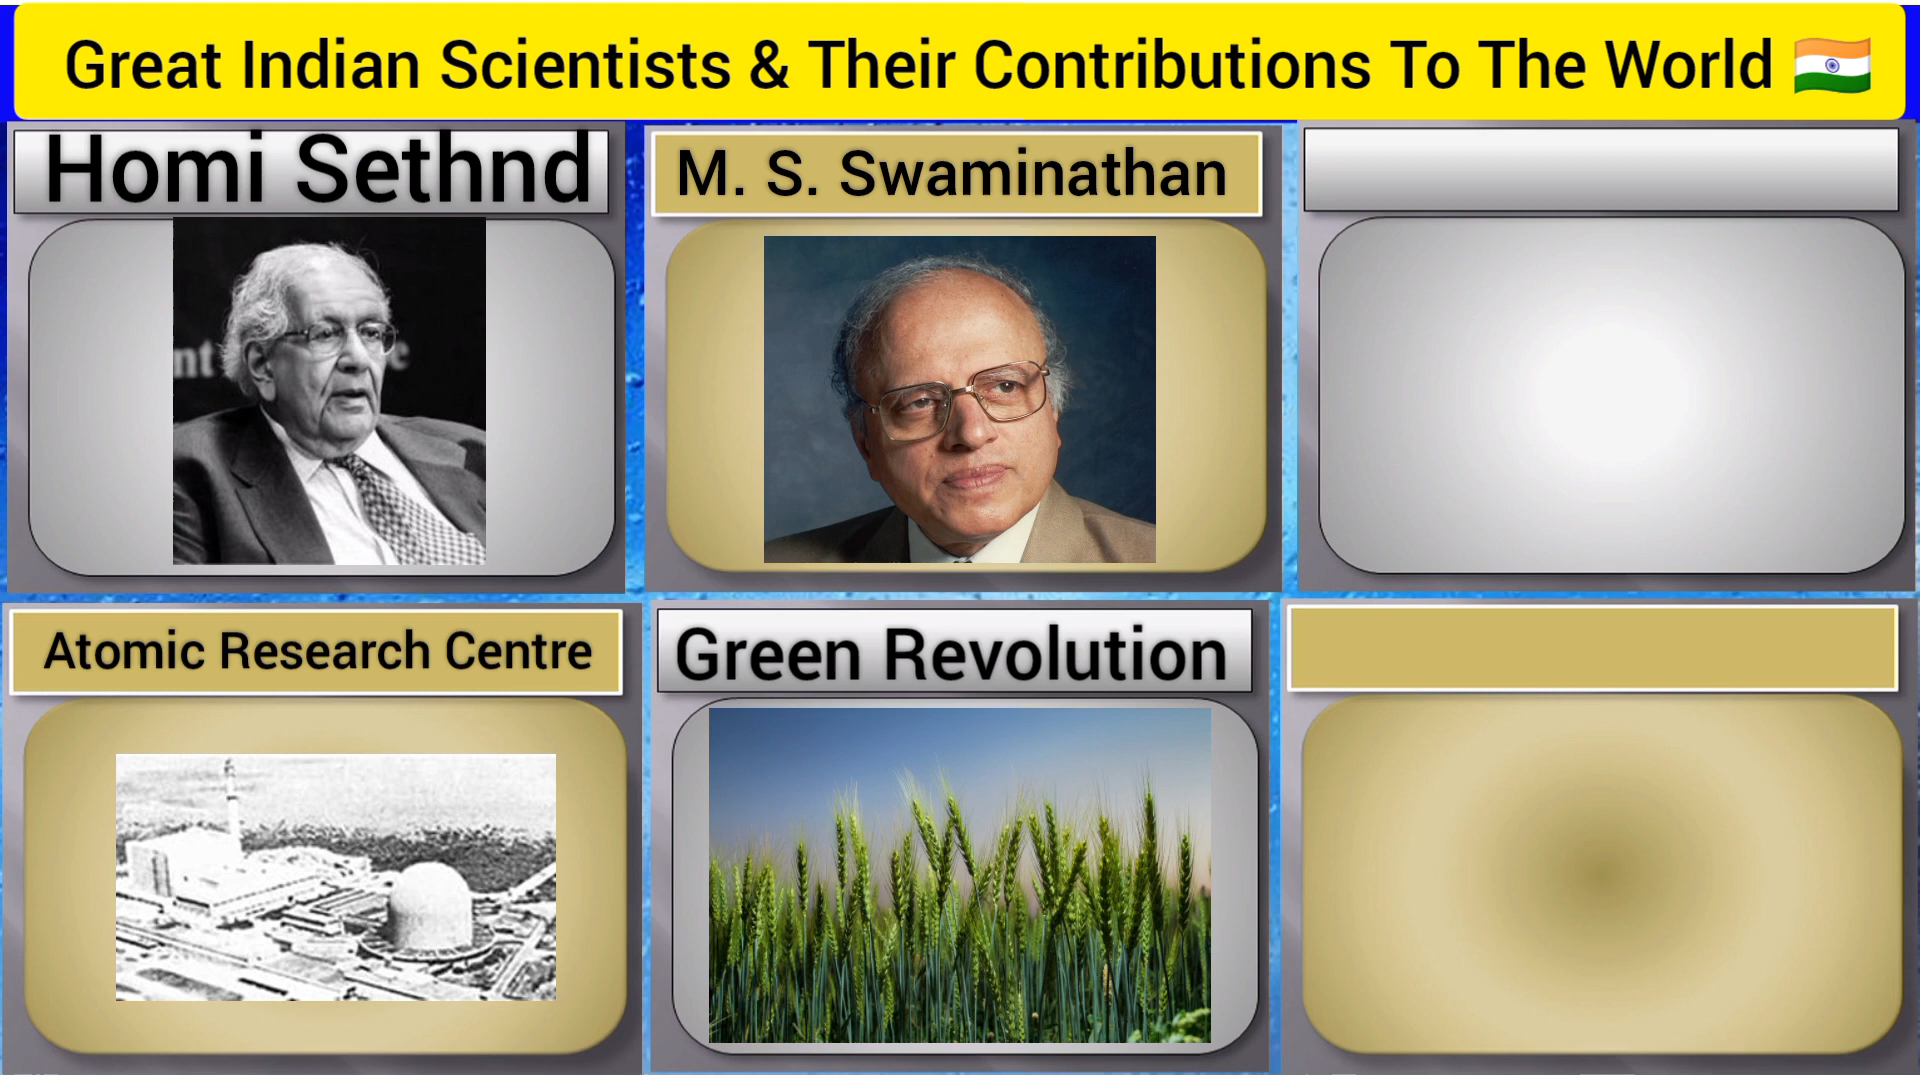 Great Indian Scientists & Their Contributions To The World 🇮🇳
Homi Sethnd
M. S. Swaminathan
Atomic Research Centre
Green Revolution